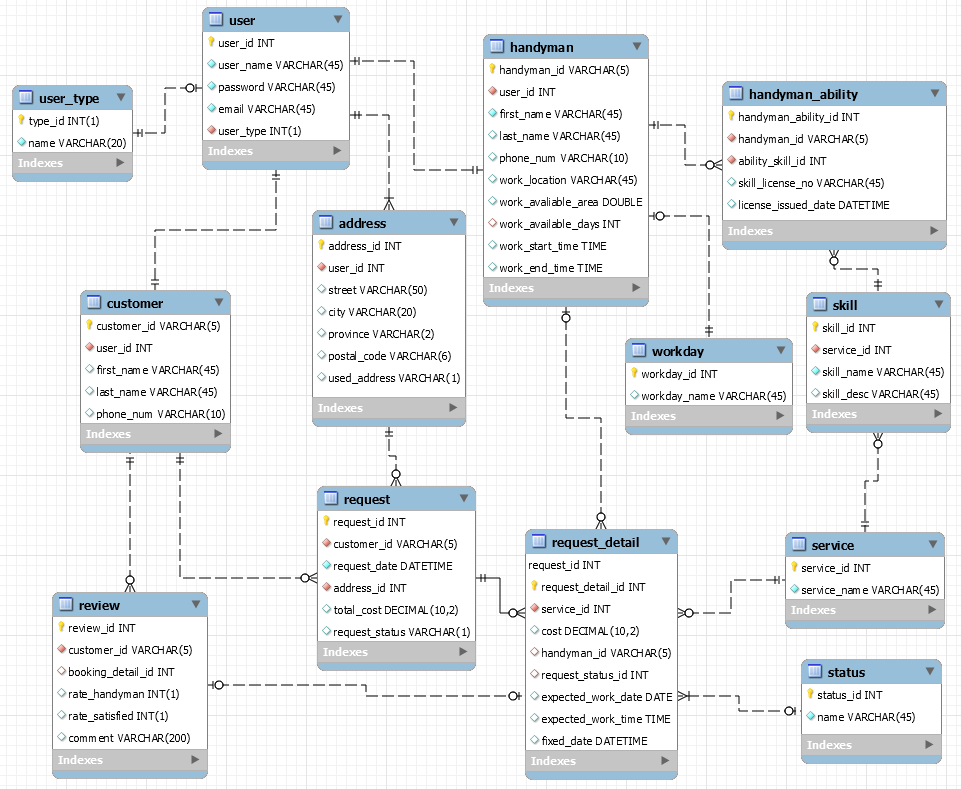 user
user_id INT
user_name VARCHAR(45)
password VARCHAR(45)
email VARCHAR(45)
user_type INT(1)
Indexes
handyman
handyman_id VARCHAR(5)
user_id INT
first_name VARCHAR(45)
last_name VARCHAR(45)
phone_num VARCHAR(10)
work_location VARCHAR(45)
work_avaliable_area DOUBLE
work_available_days INT
work_start_time TIME
work_end_time TIME
Indexes
user_type
type_id INT(1)
name VARCHAR(20)
Indexes
handyman_ability
handyman_ability_id INT
handyman_id VARCHAR(5)
ability_skill_id INT
skill_license_no VARCHAR(45)
license_issued_date DATETIME
Indexes
address
address_id INT
user_id INT
street VARCHAR(50)
city VARCHAR(20)
province VARCHAR(2)
postal_code VARCHAR(6)
used_address VARCHAR(1)
Indexes
customer
customer_id VARCHAR(5)
user_id INT
first_name VARCHAR(45)
last_name VARCHAR(45)
phone_num VARCHAR(10)
Indexes
workday
workday_id INT
workday_name VARCHAR(45)
Indexes
skill
skill_id INT
service_id INT
skill_name VARCHAR(45)
skill_desc VARCHAR(45)
Indexes
request
request_id INT
customer_id VARCHAR(5)
request_date DATETIME
address_id INT
total_cost DECIMAL(10,2)
request_status VARCHAR(1)
Indexes
request_detail
request_id INT
request_detail_id INT
service_id INT
cost DECIMAL(10,2)
handyman_id VARCHAR(5)
request_status_id INT
expected_work_date DATE
expected_work_time TIME
fixed_date DATETIME
Indexes
service
service_id INT
service_name VARCHAR(45)
Indexes
review
review_id INT
customer_id VARCHAR(5)
booking_detail_id INT
rate_handyman INT(1)
rate_satisfied INT(1)
comment VARCHAR(200)
Indexes
status
status_id INT
name VARCHAR(45)
Indexes